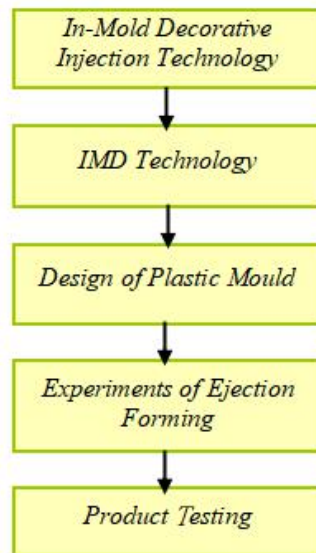 In-Mold Decorative
Injection Technology
IMD Technology
Design of Plastic Mould
Experiments of Ejection
Forming
Product Testing